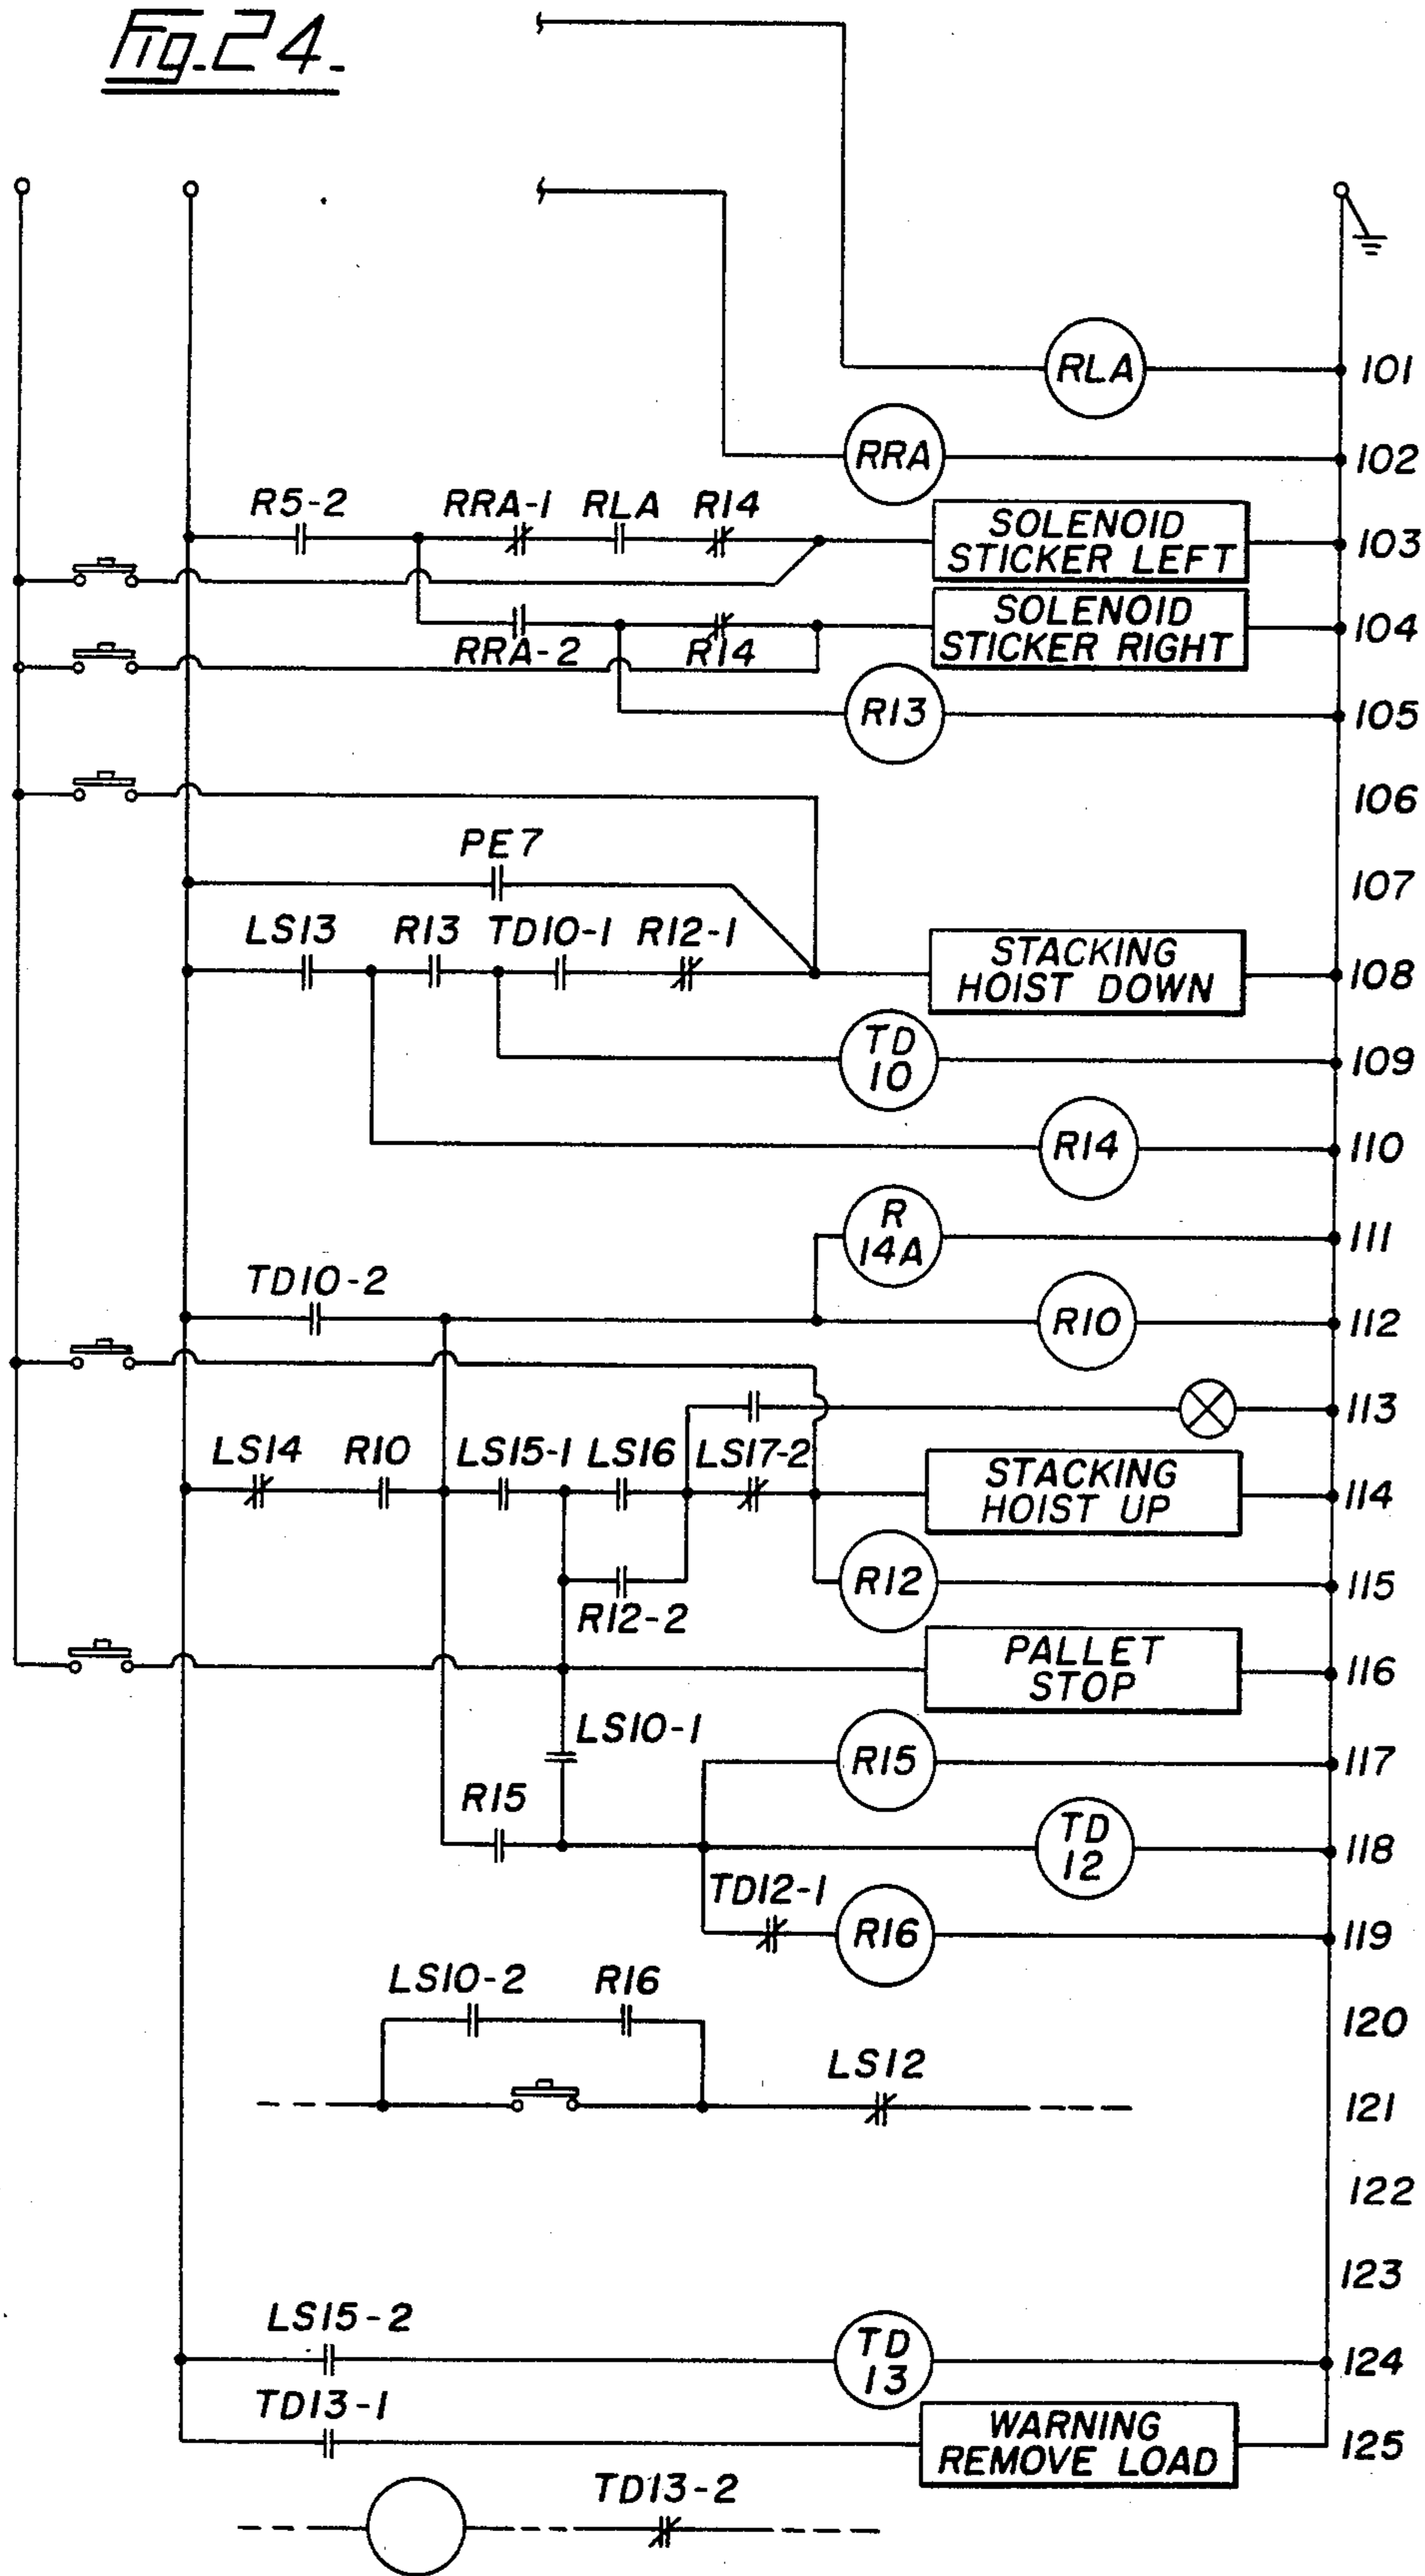 Fig. 24.
RLA 101
RRA 102
R5-2 RRA-1 RLA R14
SOLENOID
STICKER LEFT
103
SOLENOID
STICKER RIGHT
104
RRA-2 R14
R13 105
106
PE7
107
LS13 R13 TD10-1 R12-1
STACKING
HOIST DOWN
108
TD
10
109
R14 110
R
14A
111
TD10-2
R10 112
113
LS14 R10 LS15-1 LS16 LS17-2
STACKING
HOIST UP
114
R12 115
R12-2
PALLET
STOP
116
LS10-1
R15 117
R15
TD
12
118
TD12-1
R16 119
LS10-2 R16
120
LS12
121
122
123
LS15-2
TD
13
124
TD13-1
WARNING
REMOVE LOAD
125
TD13-2